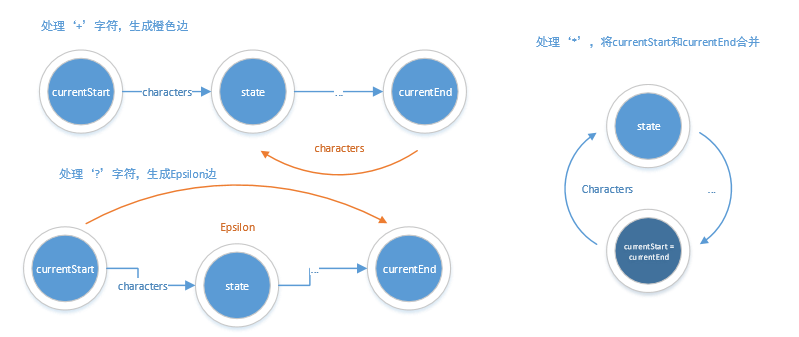 处理‘+’字符，生成橙色边
currentStart
characters
state
...
currentEnd
characters
处理‘?’字符，生成Epsilon边
Epsilon
currentStart
characters
state
...
currentEnd
处理‘*’，将currentStart和currentEnd合并
state
Characters
...
currentStart =
currentEnd